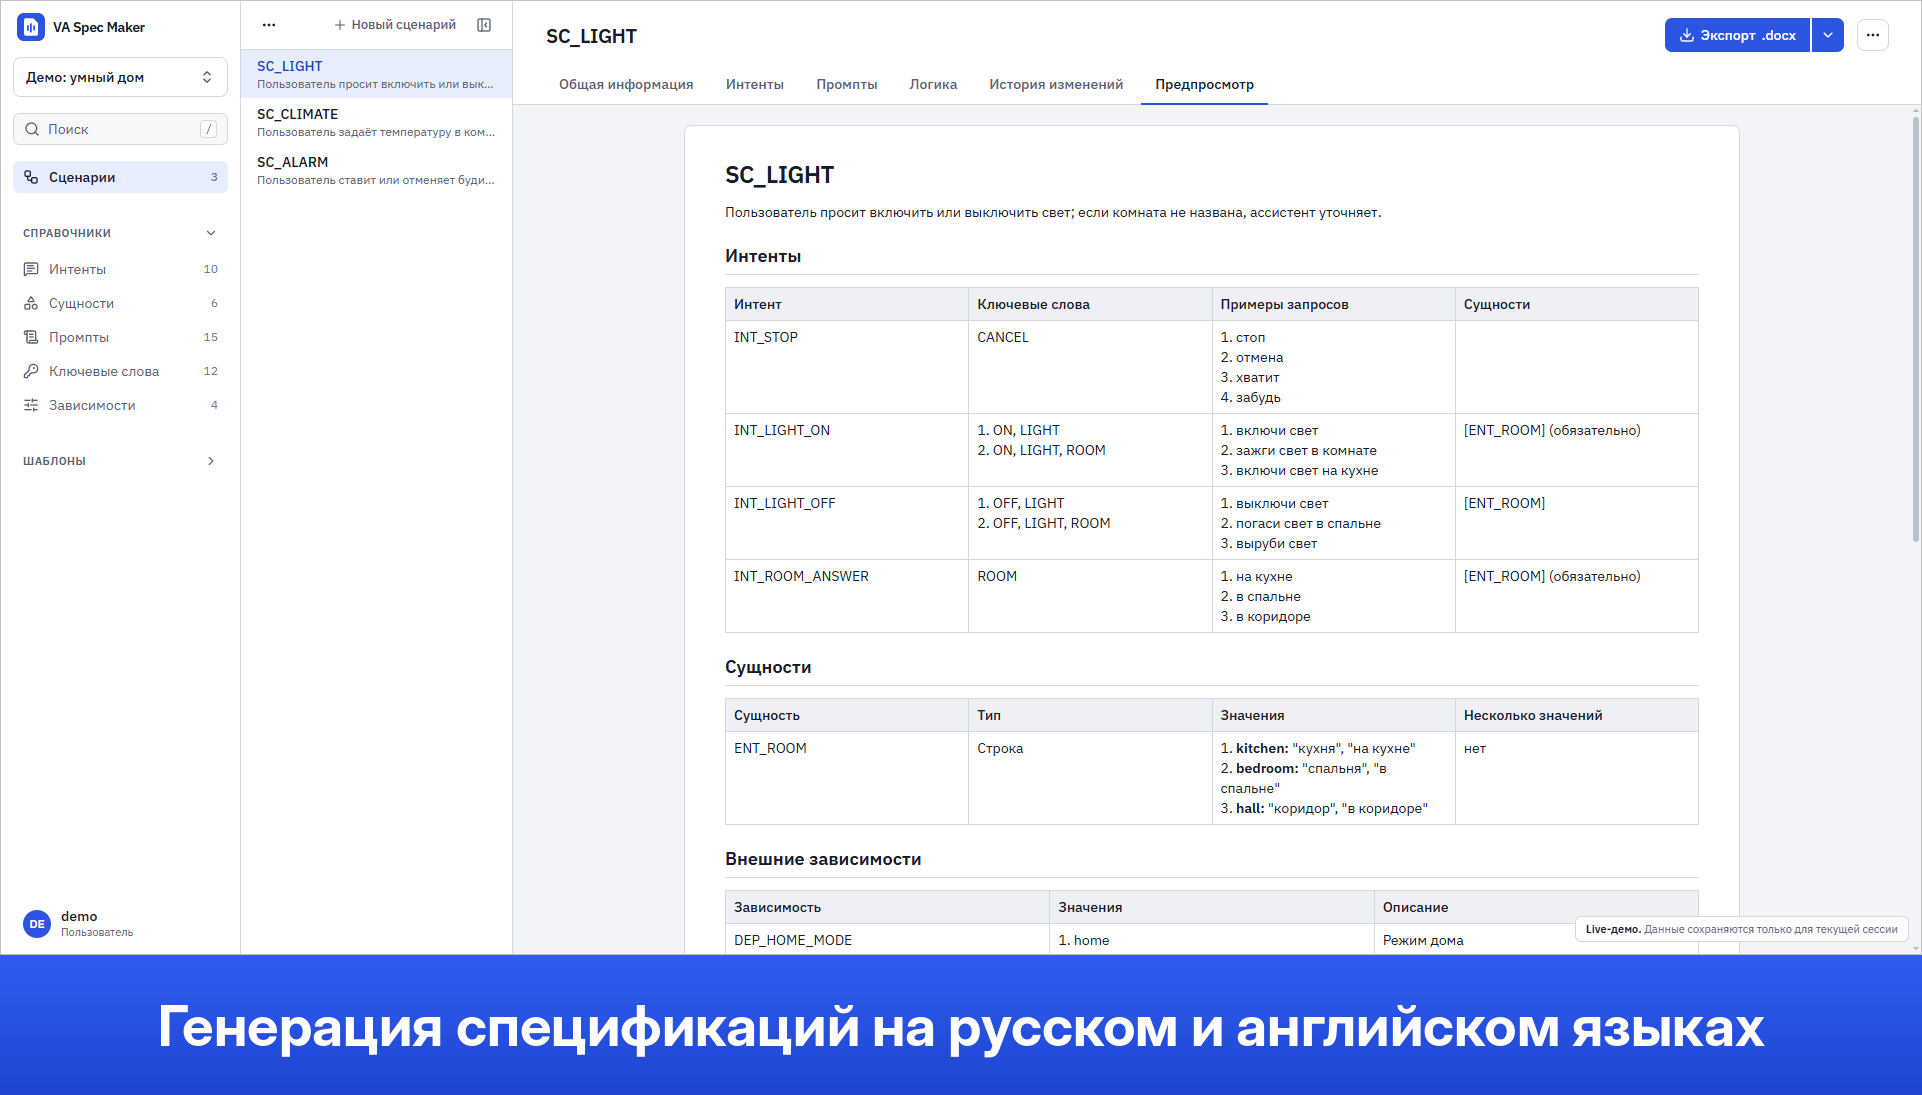 VA Spec Maker
Демо: умный дом
Поиск
/
Сценарии 3
СПРАВОЧНИКИ
Интенты 10
Сущности 6
Промпты 15
Ключевые слова 12
Зависимости 4
ШАБЛОНЫ
DE
demo
Пользователь
Новый сценарий
SC_LIGHT
Пользователь просит включить или вык...
SC_CLIMATE
Пользователь задаёт температуру в ком...
SC_ALARM
Пользователь ставит или отменяет буди...
SC_LIGHT
Экспорт .docx
Общая информация Интенты Промпты Логика История изменений Предпросмотр
SC_LIGHT
Пользователь просит включить или выключить свет; если комната не названа, ассистент уточняет.
Интенты
Интент Ключевые слова Примеры запросов Сущности
INT_STOP CANCEL 1. стоп
2. отмена
3. хватит
4. забудь
INT_LIGHT_ON 1. ON, LIGHT 1. включи свет [ENT_ROOM] (обязательно)
2. ON, LIGHT, ROOM 2. зажги свет в комнате
3. включи свет на кухне
INT_LIGHT_OFF 1. OFF, LIGHT 1. выключи свет [ENT_ROOM]
2. OFF, LIGHT, ROOM 2. погаси свет в спальне
3. выруби свет
INT_ROOM_ANSWER ROOM 1. на кухне [ENT_ROOM] (обязательно)
2. в спальне
3. в коридоре
Сущности
Сущность Тип Значения Несколько значений
ENT_ROOM Строка 1. kitchen: "кухня", "на кухне" нет
2. bedroom: "спальня", "в
спальне"
3. hall: "коридор", "в коридоре"
Внешние зависимости
Зависимость Значения Описание
DEP_HOME_MODE 1. home Режим дома
Live-демо. Данные сохраняются только для текущей сессии
Генерация спецификаций на русском и английском языках